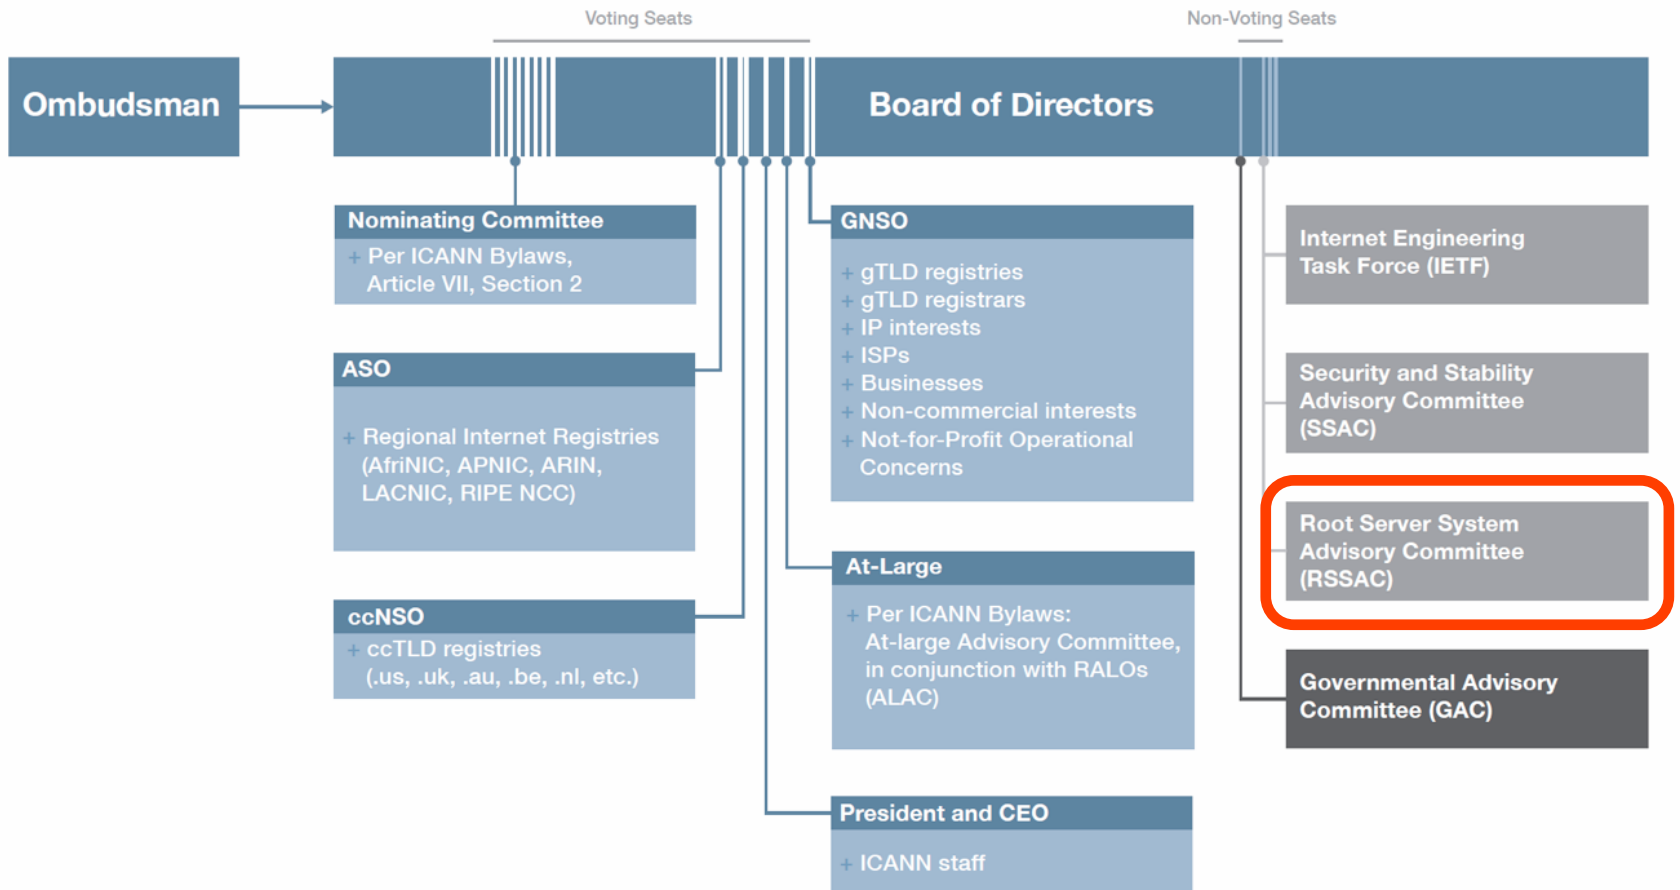 Voting Seats
Non-Voting Seats
Ombudsman
Board of Directors
Nominating Committee
+ Per ICANN Bylaws,
Article VII, Section 2
ASO
+ Regional Internet Registries
(AfriNIC, APNIC, ARIN,
LACNIC, RIPE NCC)
ccNSO
+ ccTLD registries
(.us, .uk, .au, .be, .nl, etc.)
GNSO
+ gTLD registries
+ gTLD registrars
+ IP interests
+ ISPs
+ Businesses
+ Non-commercial interests
+ Not-for-Profit Operational
Concerns
At-Large
+ Per ICANN Bylaws:
At-large Advisory Committee,
in conjunction with RALOs
(ALAC)
President and CEO
+ ICANN staff
Internet Engineering
Task Force (IETF)
Security and Stability
Advisory Committee
(SSAC)
Root Server System
Advisory Committee
(RSSAC)
Governmental Advisory
Committee (GAC)